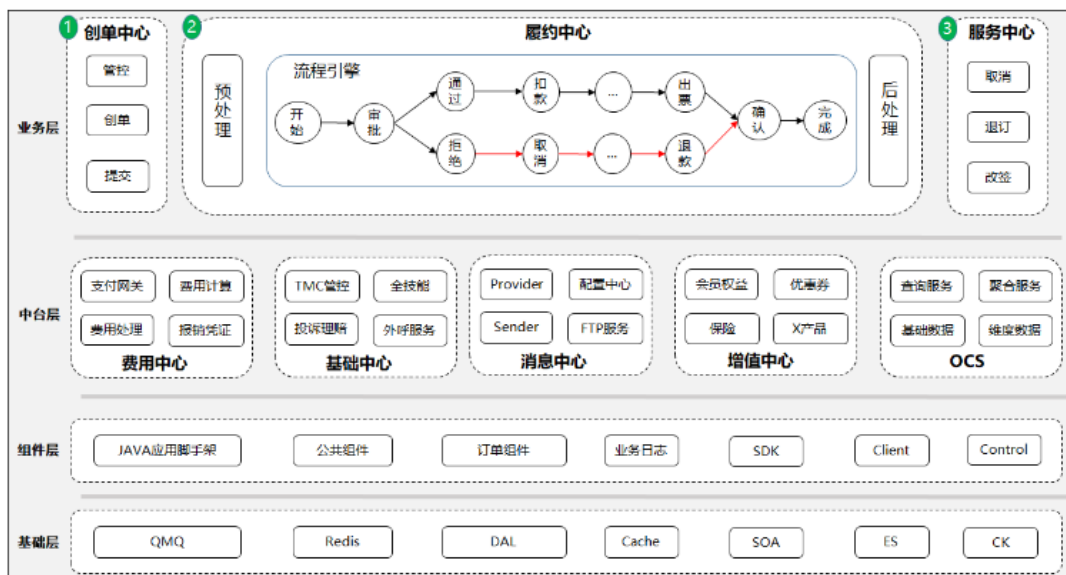 1 创单中心
管控
创单
提交
2 履约中心
预处理
流程引擎
开始
审批
通过
扣款
...
出票
拒绝
取消
...
退款
确认
完成
后处理
3 服务中心
取消
退订
改签
业务层
支付网关 费用计算
费用处理 报销凭证
费用中心
TMC管控 全技能
投诉理赔 外呼服务
基础中心
Provider 配置中心
Sender FTP服务
消息中心
会员权益 优惠券
保险 X产品
增值中心
查询服务 聚合服务
基础数据 维度数据
OCS
中台层
组件层 JAVA应用脚手架 公共组件 订单组件 业务日志 SDK Client Control
基础层 QMQ Redis DAL Cache SOA ES CK